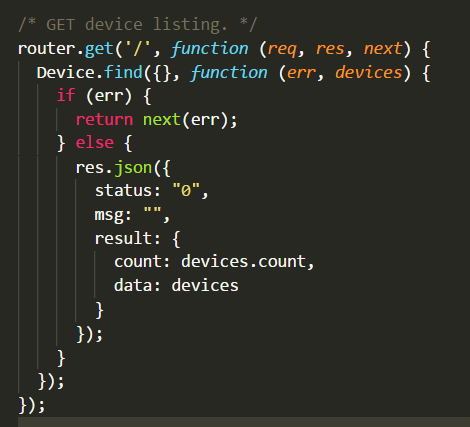 /* GET device listing. */
router.get('/', function (req, res, next) {
  Device.find({}, function (err, devices) {
    if (err) {
      return next(err);
    } else {
      res.json({
        status: "0",
        msg: "",
        result: {
          count: devices.count,
          data: devices
        }
      });
    }
  });
});